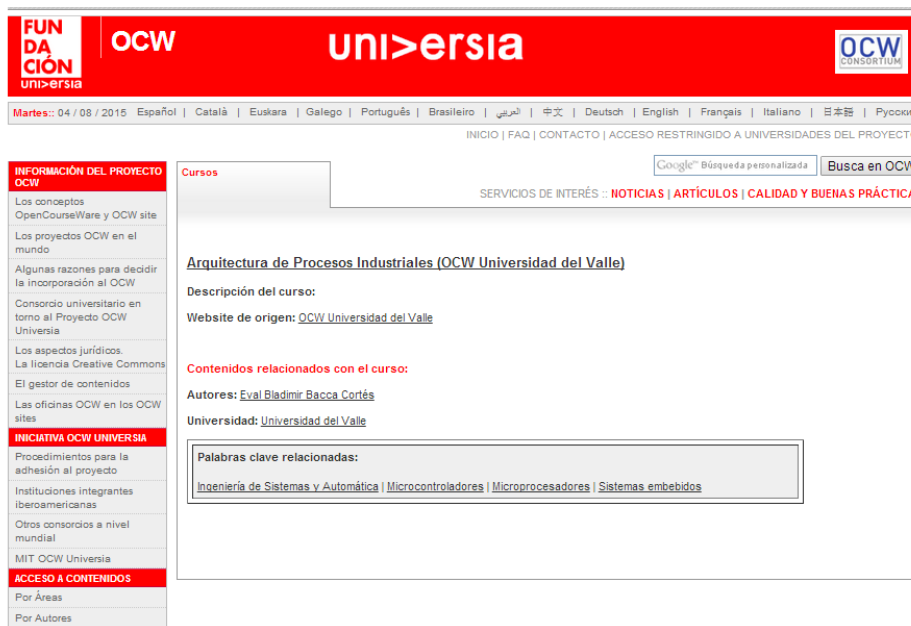 FUN
DA
CIÓN
uni>ersia
OCW
uni>ersia
OCW
CONSORTIUM
Martes:: 04 / 08 / 2015 Español | Català | Euskara | Galego | Português | Brasileiro | العربي | 中文 | Deutsch | English | Français | Italiano | 日本語 | Русски
INICIO | FAQ | CONTACTO | ACCESO RESTRINGIDO A UNIVERSIDADES DEL PROYECT
Google™ Búsqueda personalizada Busca en OCW
SERVICIOS DE INTERÉS :: NOTICIAS | ARTÍCULOS | CALIDAD Y BUENAS PRÁCTICA
INFORMACIÓN DEL PROYECTO
OCW
Los conceptos
OpenCourseWare y OCW site
Los proyectos OCW en el
mundo
Algunas razones para decidir
la incorporación al OCW
Consorcio universitario en
torno al Proyecto OCW
Universia
Los aspectos jurídicos.
La licencia Creative Commons
El gestor de contenidos
Las oficinas OCW en los OCW
sites
INICIATIVA OCW UNIVERSIA
Procedimientos para la
adhesión al proyecto
Instituciones integrantes
iberoamericanas
Otros consorcios a nivel
mundial
MIT OCW Universia
ACCESO A CONTENIDOS
Por Áreas
Por Autores
Cursos
Arquitectura de Procesos Industriales (OCW Universidad del Valle)
Descripción del curso:
Website de origen: OCW Universidad del Valle
Contenidos relacionados con el curso:
Autores: Eval Bladimir Bacca Cortés
Universidad: Universidad del Valle
Palabras clave relacionadas:
Ingeniería de Sistemas y Automática | Microcontroladores | Microprocesadores | Sistemas embebidos